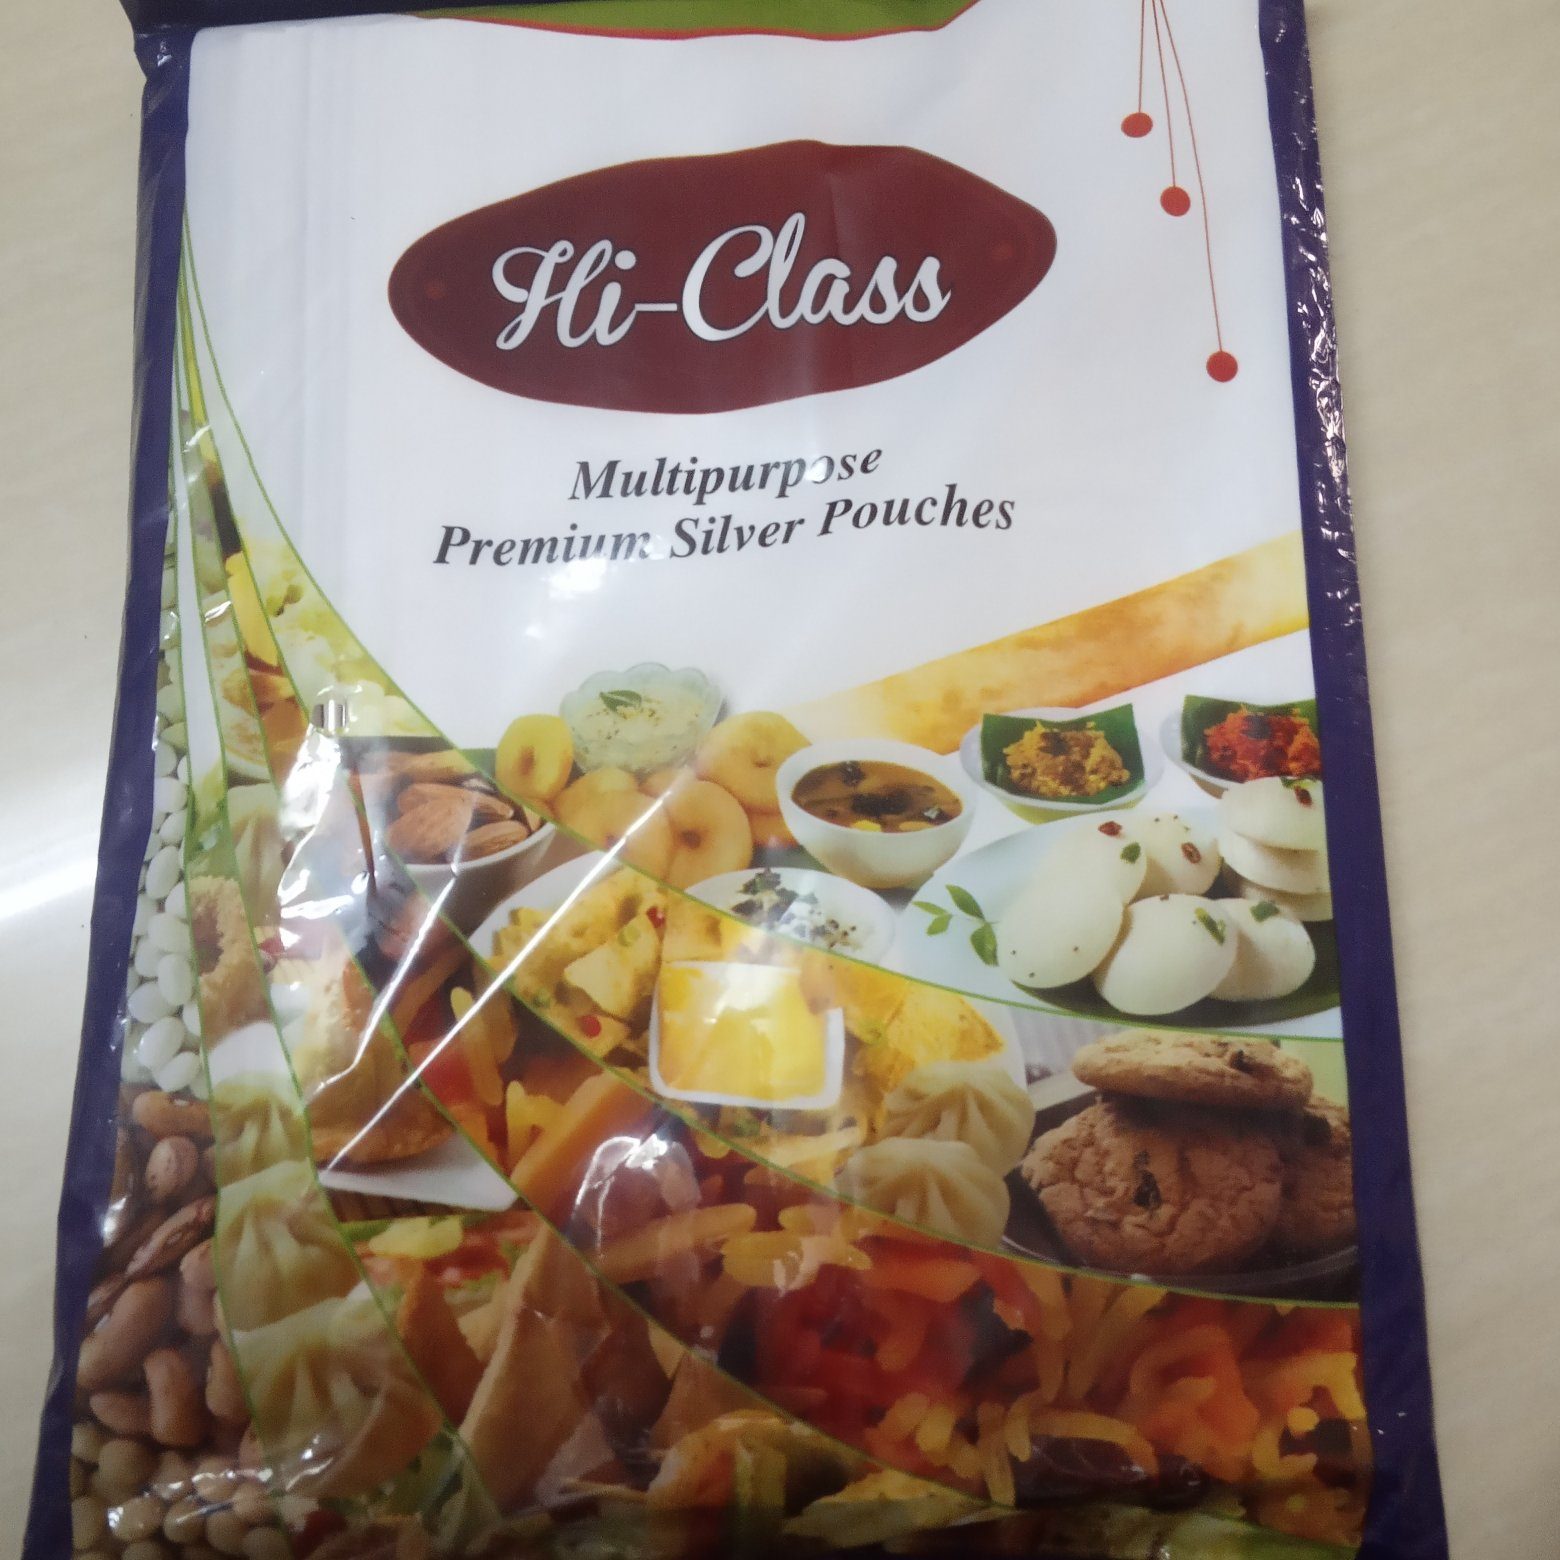 Hi-Class
Multipurpose
Premium Silver Pouches